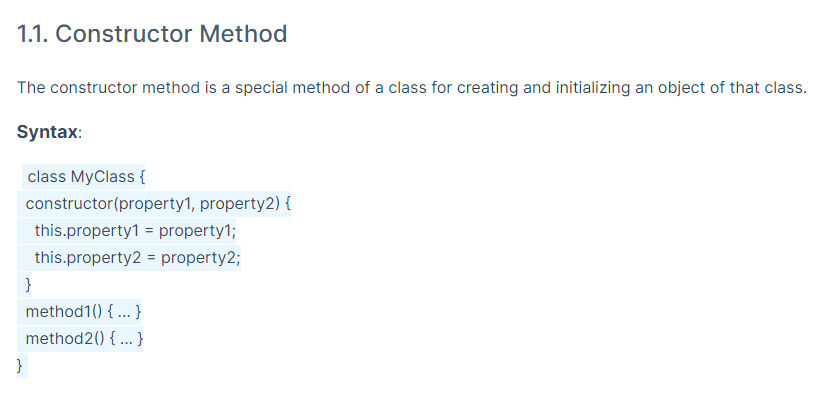 1.1. Constructor Method
The constructor method is a special method of a class for creating and initializing an object of that class.
Syntax:
class MyClass {
constructor(property1, property2) {
this.property1 = property1;
this.property2 = property2;
}
method1() { ... }
method2() { ... }
}